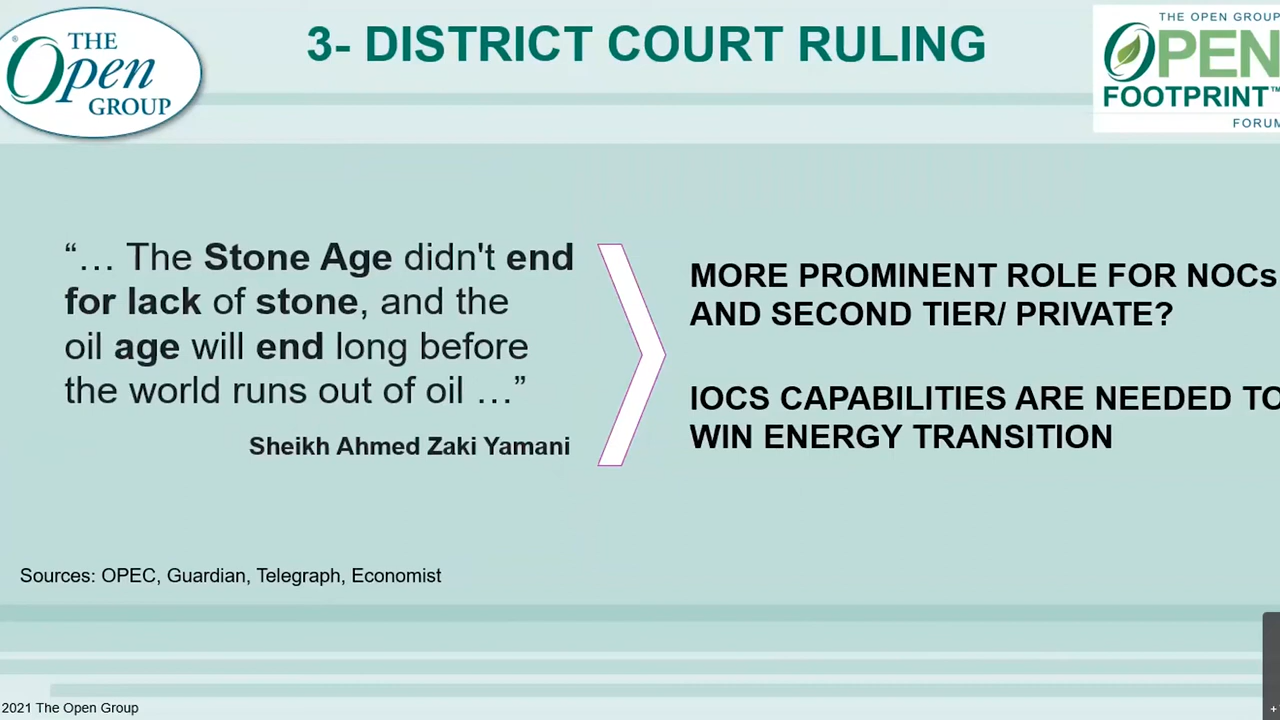 THE
Open
GROUP
3- DISTRICT COURT RULING
THE OPEN GROUP
OPEN
FOOTPRINT™
FORUM
“… The Stone Age didn't end
for lack of stone, and the
oil age will end long before
the world runs out of oil …”
Sheikh Ahmed Zaki Yamani
MORE PROMINENT ROLE FOR NOCs
AND SECOND TIER/ PRIVATE?
IOCS CAPABILITIES ARE NEEDED TO
WIN ENERGY TRANSITION
Sources: OPEC, Guardian, Telegraph, Economist
2021 The Open Group